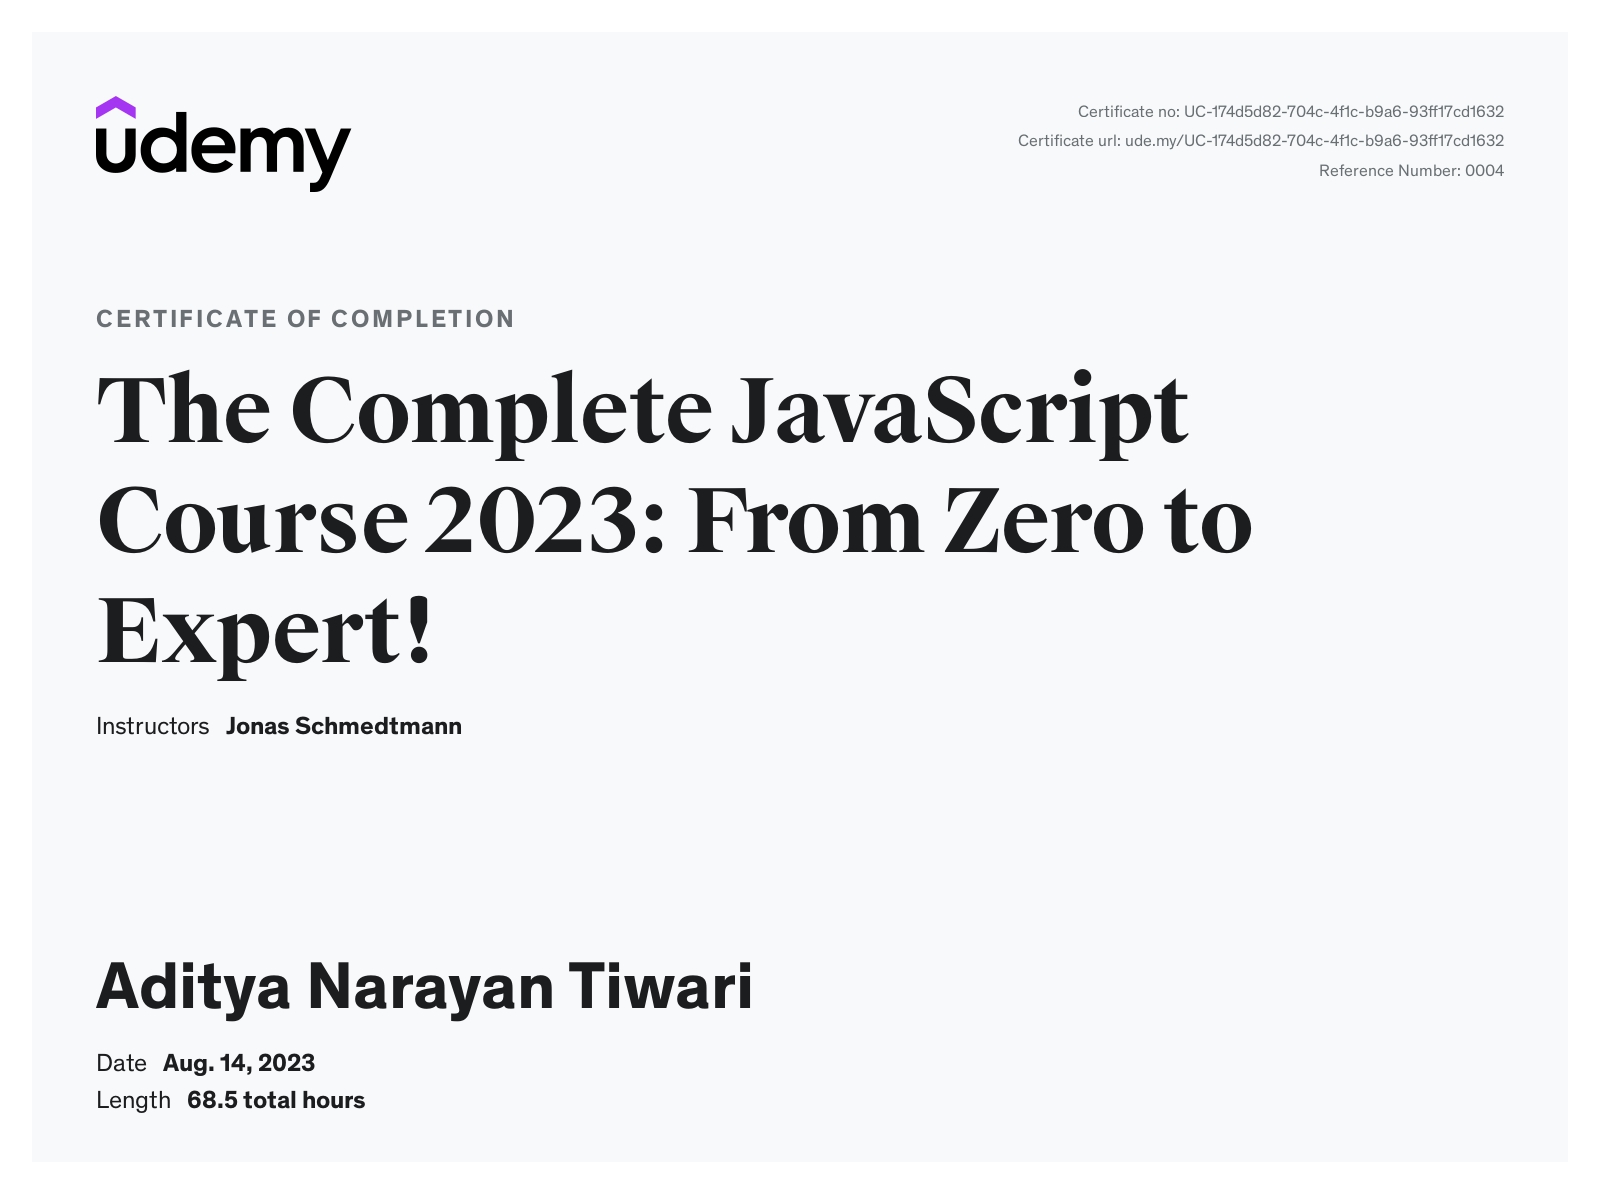 udemy
Certificate no: UC-174d5d82-704c-4f1c-b9a6-93ff17cd1632
Certificate url: ude.my/UC-174d5d82-704c-4f1c-b9a6-93ff17cd1632
Reference Number: 0004
CERTIFICATE OF COMPLETION
The Complete JavaScript
Course 2023: From Zero to
Expert!
Instructors Jonas Schmedtmann
Aditya Narayan Tiwari
Date Aug. 14, 2023
Length 68.5 total hours